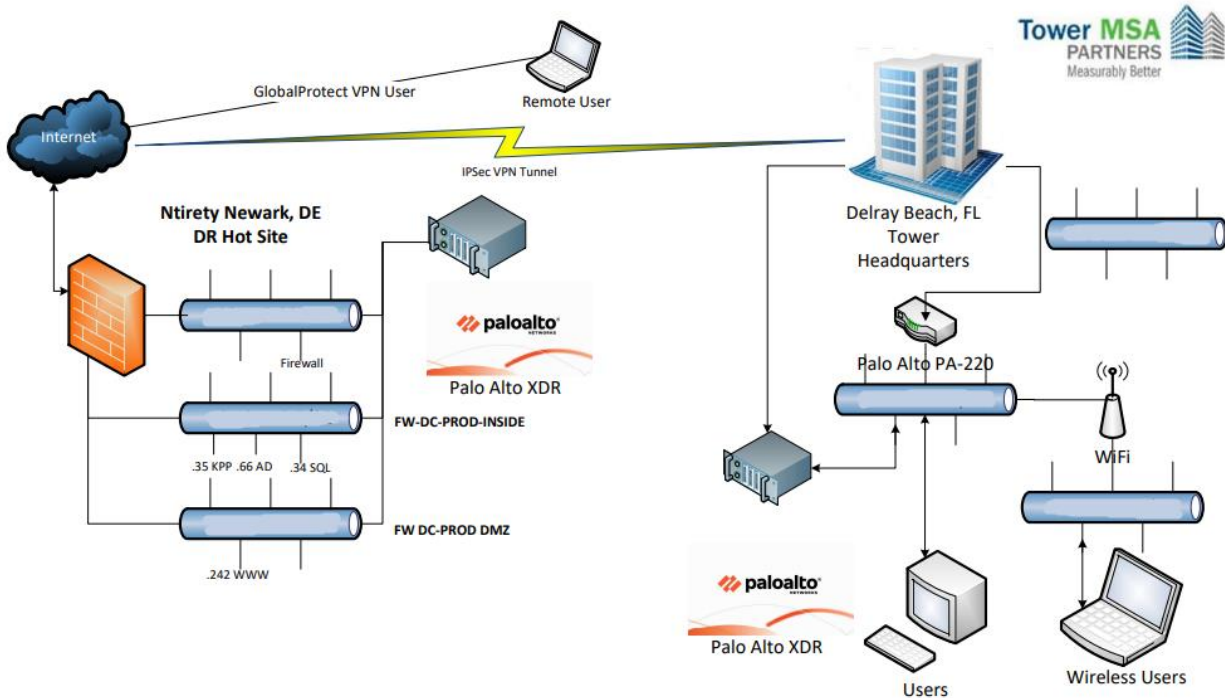 Tower MSA
PARTNERS
Measurably Better
GlobalProtect VPN User
Remote User
Internet
IPSec VPN Tunnel
Ntirety Newark, DE
DR Hot Site
Delray Beach, FL
Tower
Headquarters
paloalto
NETWORKS
Palo Alto XDR
Firewall
Palo Alto PA-220
FW-DC-PROD-INSIDE
.35 KPP .66 AD .34 SQL
WiFi
FW DC-PROD DMZ
.242 WWW
paloalto
NETWORKS
Palo Alto XDR
Users
Wireless Users